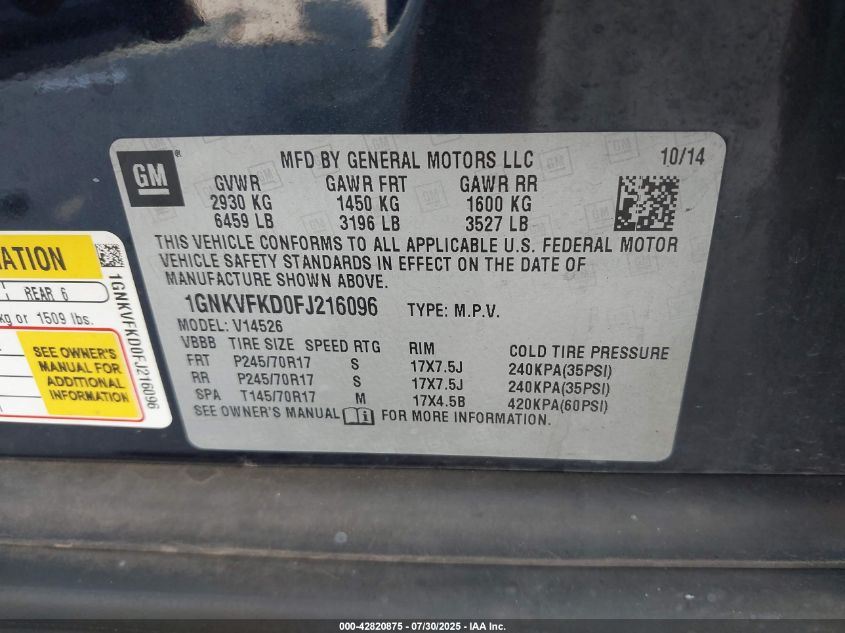 GM
MFD BY GENERAL MOTORS LLC 10/14
GVWR GAWR FRT GAWR RR
2930 KG 1450 KG 1600 KG
6459 LB 3196 LB 3527 LB
THIS VEHICLE CONFORMS TO ALL APPLICABLE U.S. FEDERAL MOTOR
VEHICLE SAFETY STANDARDS IN EFFECT ON THE DATE OF
MANUFACTURE SHOWN ABOVE.
1GNKVFKD0FJ216096 TYPE: M.P.V.
MODEL: V14526
VBBB TIRE SIZE SPEED RTG RIM COLD TIRE PRESSURE
FRT P245/70R17 S 17X7.5J 240KPA(35PSI)
RR P245/70R17 S 17X7.5J 240KPA(35PSI)
SPA T145/70R17 M 17X4.5B 420KPA(60PSI)
SEE OWNER'S MANUAL FOR MORE INFORMATION.
REAR 6
kg or 1509 lbs.
SEE OWNER'S
MANUAL FOR
ADDITIONAL
INFORMATION
1GNKVFKD0FJ216096
000-42820875 - 07/30/2025 - IAA Inc.